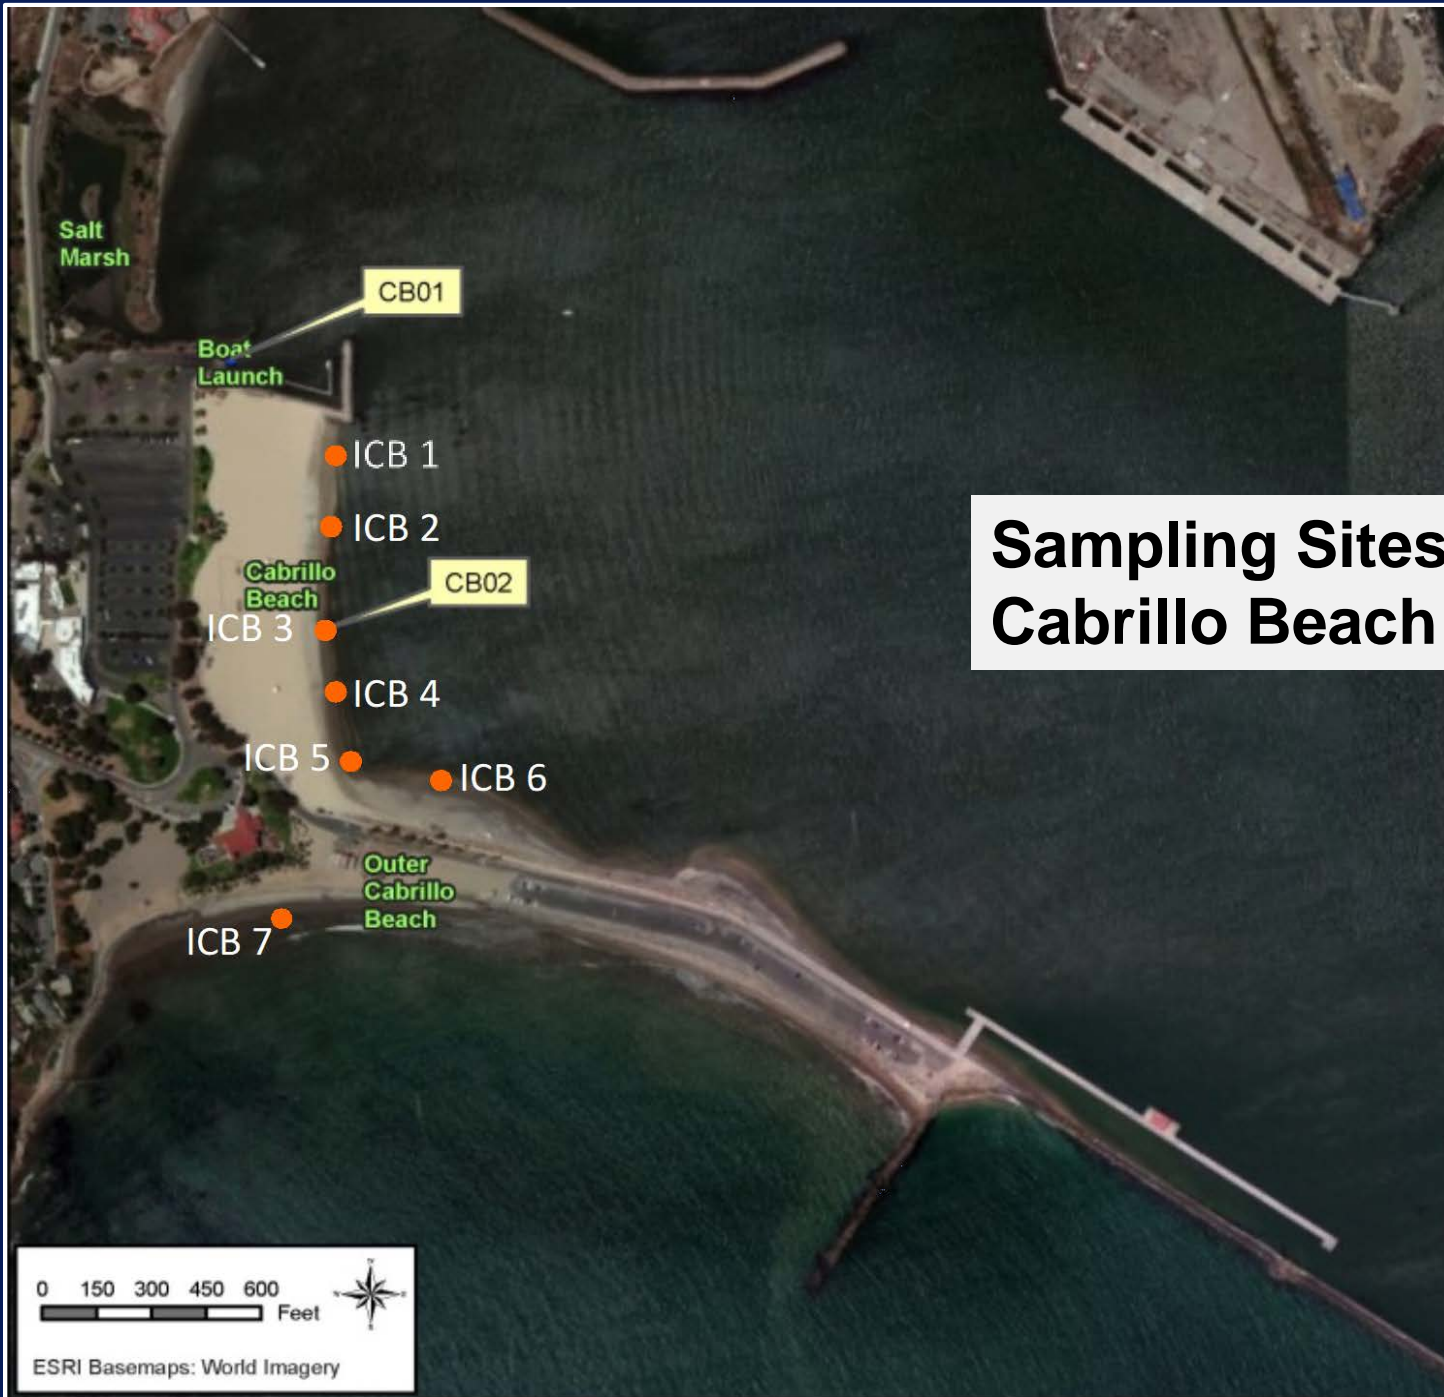 Salt
Marsh
CB01
Boat
Launch
ICB 1
ICB 2
Sampling Sites
Cabrillo Beach
Cabrillo
Beach
CB02
ICB 3
ICB 4
ICB 5
ICB 6
Outer
Cabrillo
Beach
ICB 7
0 150 300 450 600
Feet
ESRI Basemaps: World Imagery